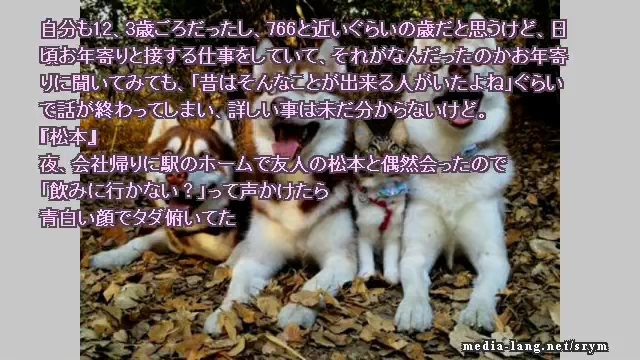 自分も12、3歳ごろだったし、766と近いぐらいの歳だと思うけど、日
頃お年寄りと接する仕事をしていて、それがなんだったのかお年寄
りに聞いてみても、「昔はそんなことが出来る人がいたよね」ぐらい
で話が終わってしまい、詳しい事は未だ分からないけど。
『松本』
夜、会社帰りに駅のホームで友人の松本と偶然会ったので
「飲みに行かない？」って声かけたら
青白い顔でタダ俯いてた
media-lang.net/srym